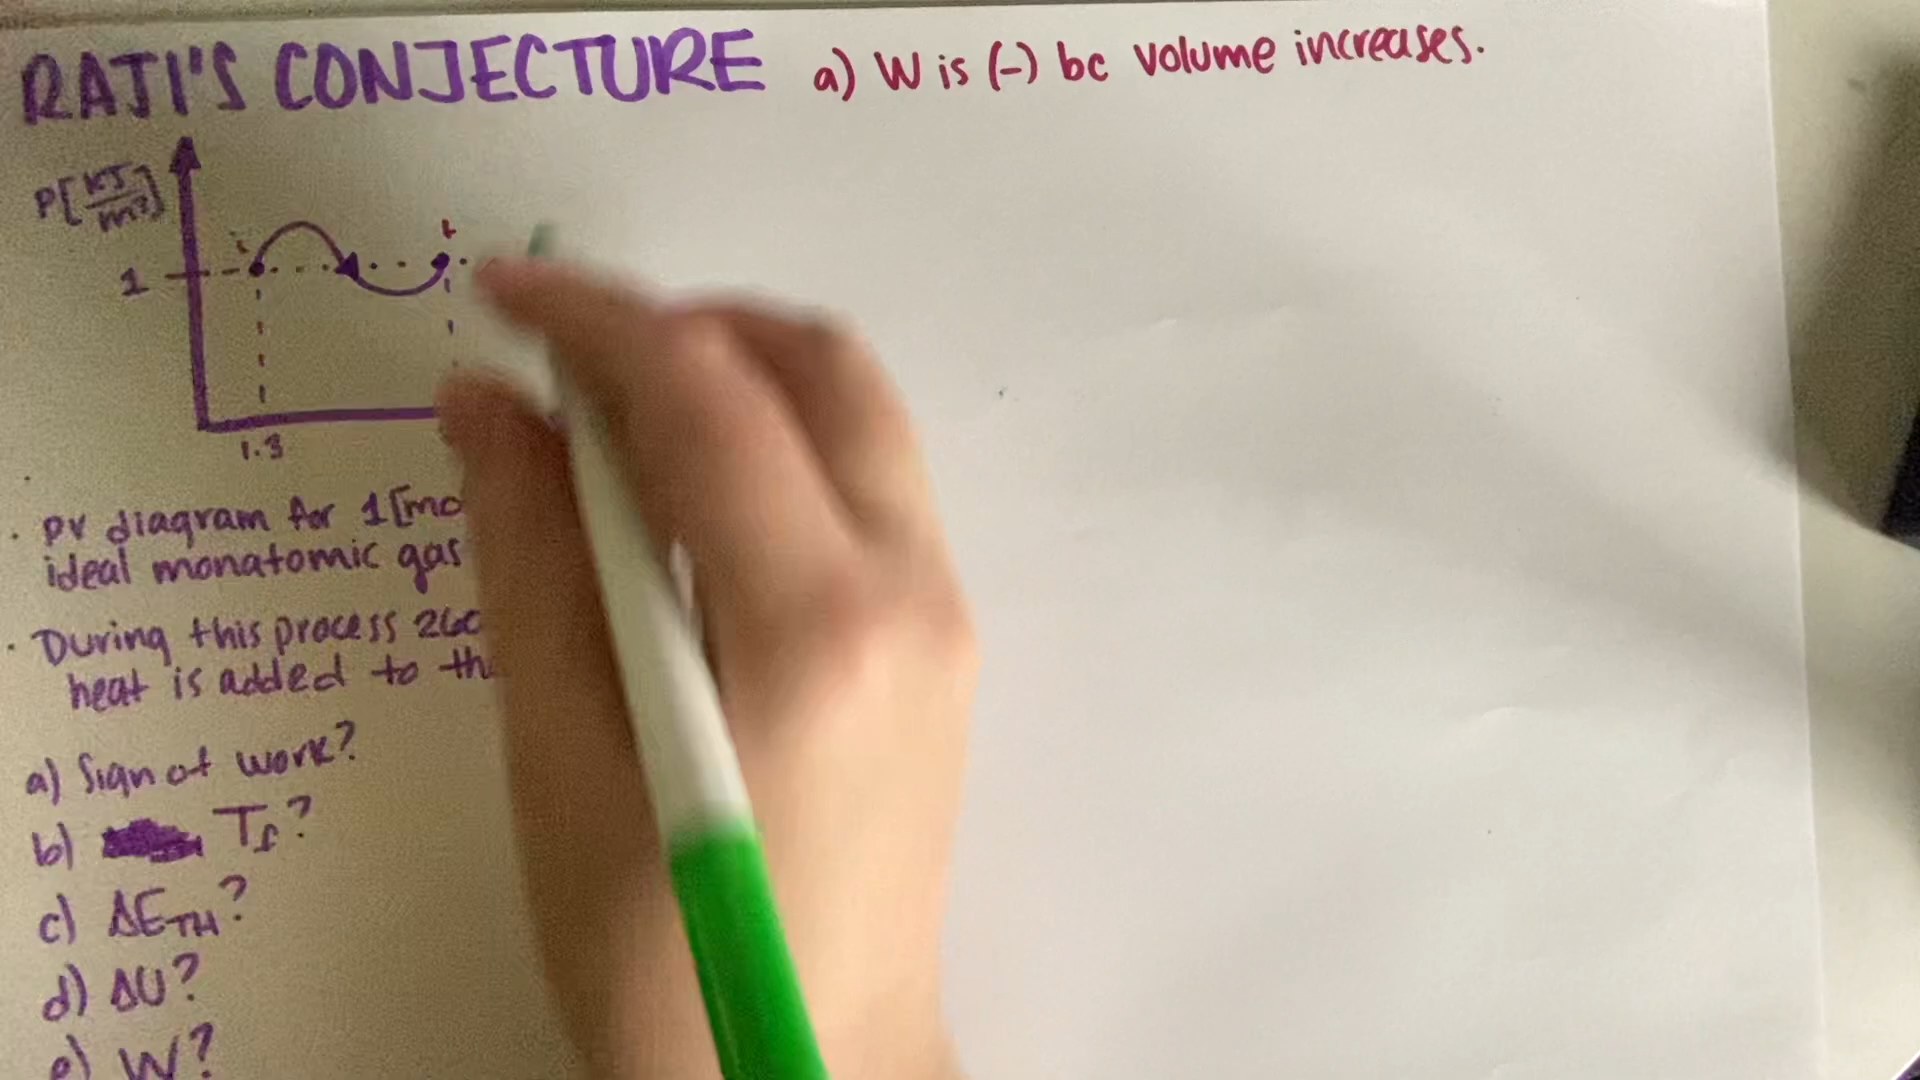 RAJI'S CONJECTURE
a) W is (-) bc volume increases.
P[kJ/m³]
i
f
1
1.3
. PV diagram for 1[mo
ideal monatomic gas
. During this process
heat is added to th
a) Sign of work?
b) Tf?
c) ΔETH?
d) ΔU?
e) W?